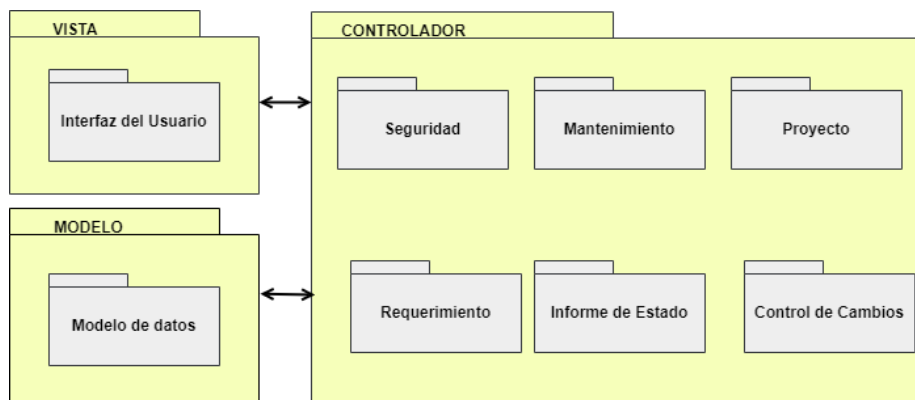 VISTA
Interfaz del Usuario
MODELO
Modelo de datos
CONTROLADOR
Seguridad
Mantenimiento
Proyecto
Requerimiento
Informe de Estado
Control de Cambios